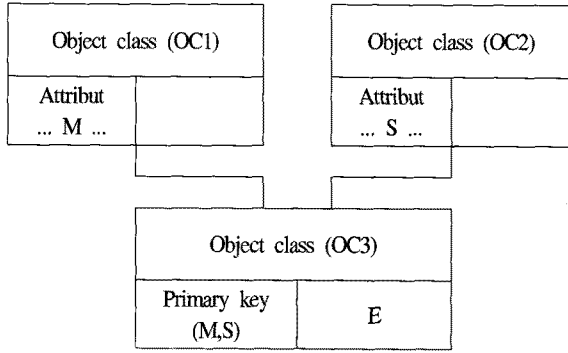 Object class (OC1)
Attribut
... M ...
Object class (OC2)
Attribut
... S ...
Object class (OC3)
Primary key
(M,S)
E